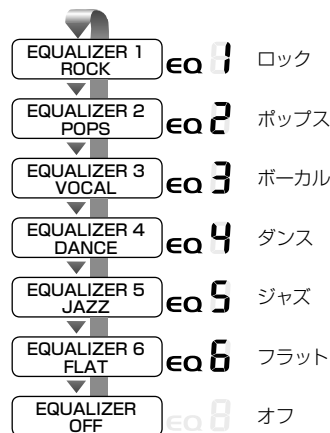 EQUALIZER 1
ROCK
EQ 1
ロック
EQUALIZER 2
POPS
EQ 2
ポップス
EQUALIZER 3
VOCAL
EQ 3
ボーカル
EQUALIZER 4
DANCE
EQ 4
ダンス
EQUALIZER 5
JAZZ
EQ 5
ジャズ
EQUALIZER 6
FLAT
EQ 6
フラット
EQUALIZER
OFF
EQ 8
オフ